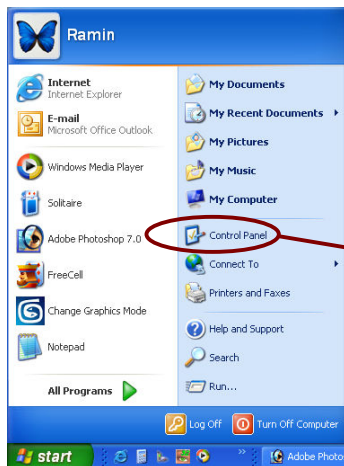 Ramin
Internet
Internet Explorer
E-mail
Microsoft Office Outlook
Windows Media Player
Solitaire
Adobe Photoshop 7.0
FreeCell
Change Graphics Mode
Notepad
All Programs
My Documents
My Recent Documents
My Pictures
My Music
My Computer
Control Panel
Connect To
Printers and Faxes
Help and Support
Search
Run...
Log Off
Turn Off Computer
start
Adobe Photos